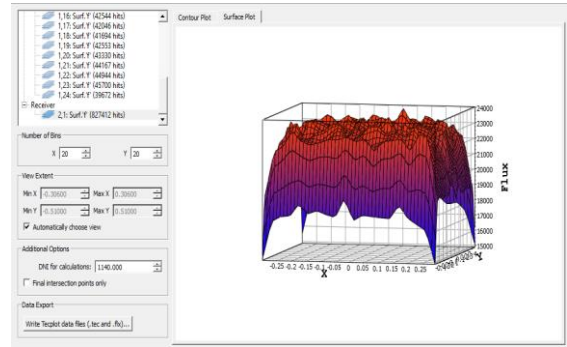 1,16: Surf. 'f' (42544 hits)
1,17: Surf. 'f' (42046 hits)
1,18: Surf. 'f' (41694 hits)
1,19: Surf. 'f' (42553 hits)
1,20: Surf. 'f' (43330 hits)
1,21: Surf. 'f' (44167 hits)
1,22: Surf. 'f' (44944 hits)
1,23: Surf. 'f' (45700 hits)
1,24: Surf. 'f' (39672 hits)
Receiver
2,1: Surf. 'f' (827412 hits)
Number of Bins
X 20 Y 20
View Extent
Min X -0.30600 Max X 0.30600
Min Y -0.51000 Max Y 0.51000
Automatically choose view
Additional Options
DNI for calculations: 1140.000
Final intersection points only
Data Export
Write Tecplot data files (.tec and .flx)...
Contour Plot Surface Plot
24000
23000
22000
21000
20000
19000
18000
17000
16000
15000
Flux
-0.25 -0.2 -0.15 -0.1 -0.05 0 0.05 0.1 0.15 0.2 0.25
X
Y